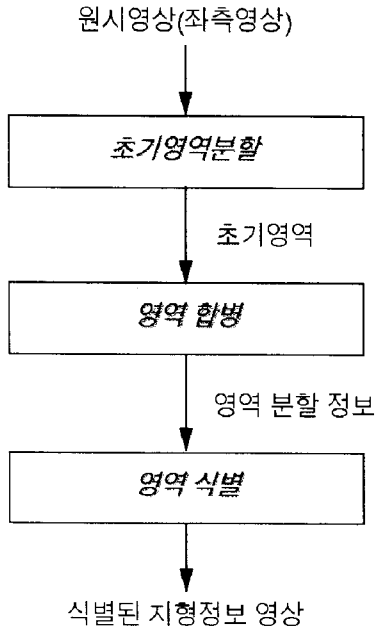 원시영상(좌측영상)
초기영역분할
초기영역
영역 합병
영역 분할 정보
영역 식별
식별된 지형정보 영상